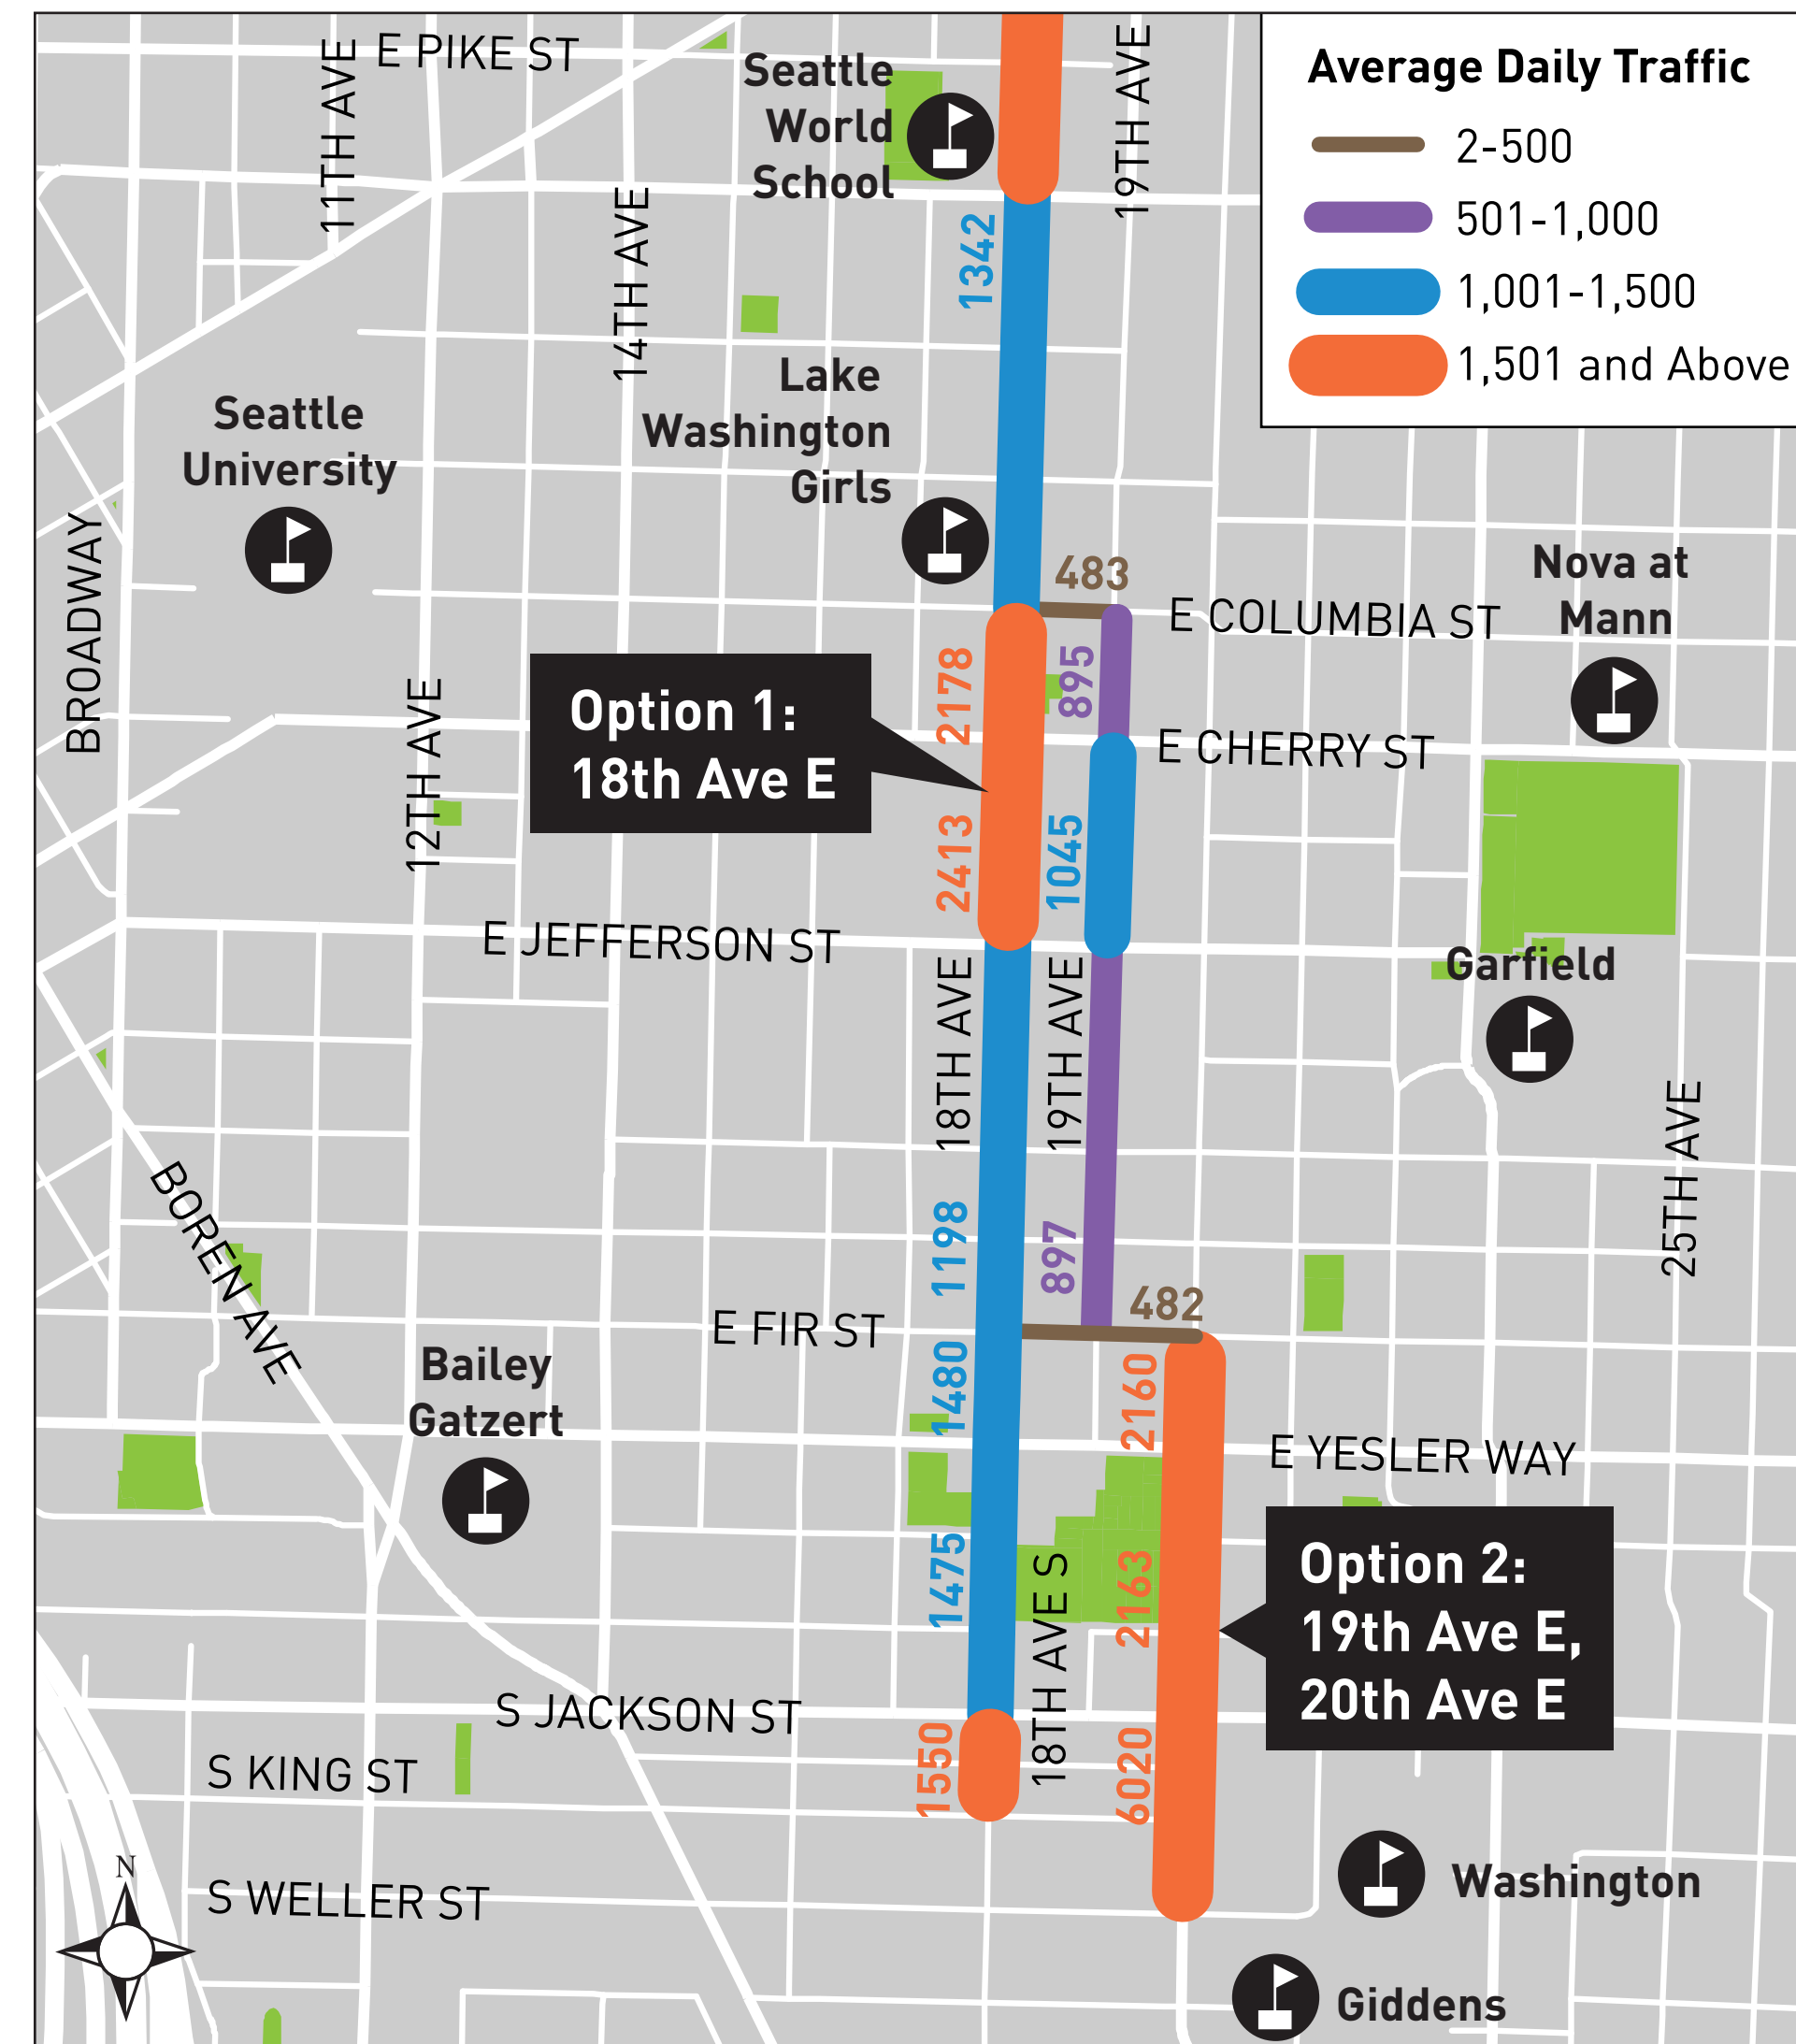 Average Daily Traffic
2-500
501-1,000
1,001-1,500
1,501 and Above
E PIKE ST
11TH AVE
Seattle
World
School
19TH AVE
14TH AVE
1342
Lake
Washington
Girls
Seattle
University
BROADWAY
483
E COLUMBIA ST
Nova at
Mann
2178
895
Option 1:
18th Ave E
12TH AVE
E CHERRY ST
2413
1045
E JEFFERSON ST
Garfield
18TH AVE
19TH AVE
25TH AVE
BOREN AVE
1198
897
482
E FIR ST
Bailey
Gatzert
1480
2160
E YESLER WAY
1475
18TH AVE S
2163
Option 2:
19th Ave E,
20th Ave E
S JACKSON ST
S KING ST
1550
6020
N
S WELLER ST
Washington
Giddens